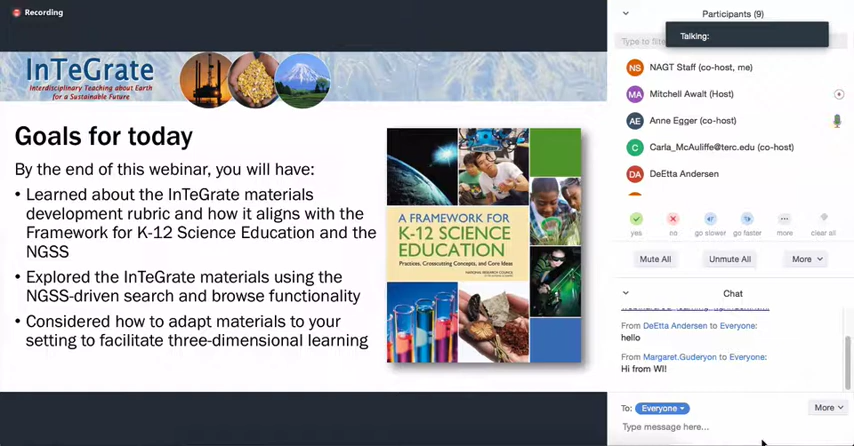 Recording
InTeGrate
Interdisciplinary Teaching about Earth
for a Sustainable Future
Goals for today
By the end of this webinar, you will have:
• Learned about the InTeGrate materials
development rubric and how it aligns with the
Framework for K-12 Science Education and the
NGSS
• Explored the InTeGrate materials using the
NGSS-driven search and browse functionality
• Considered how to adapt materials to your
setting to facilitate three-dimensional learning
A FRAMEWORK FOR
K-12 SCIENCE
EDUCATION
Practices, Crosscutting Concepts, and Core Ideas
NATIONAL RESEARCH COUNCIL
Participants (9)
Type to filte
Talking:
NS NAGT Staff (co-host, me)
MA Mitchell Awalt (Host)
AE Anne Egger (co-host)
C Carla_McAuliffe@terc.edu (co-host)
DA DeEtta Andersen
yes no go slower go faster more clear all
Mute All Unmute All More
Chat
From DeEtta Andersen to Everyone:
hello
From Margaret.Guderyon to Everyone:
Hi from WI!
To: Everyone More
Type message here...